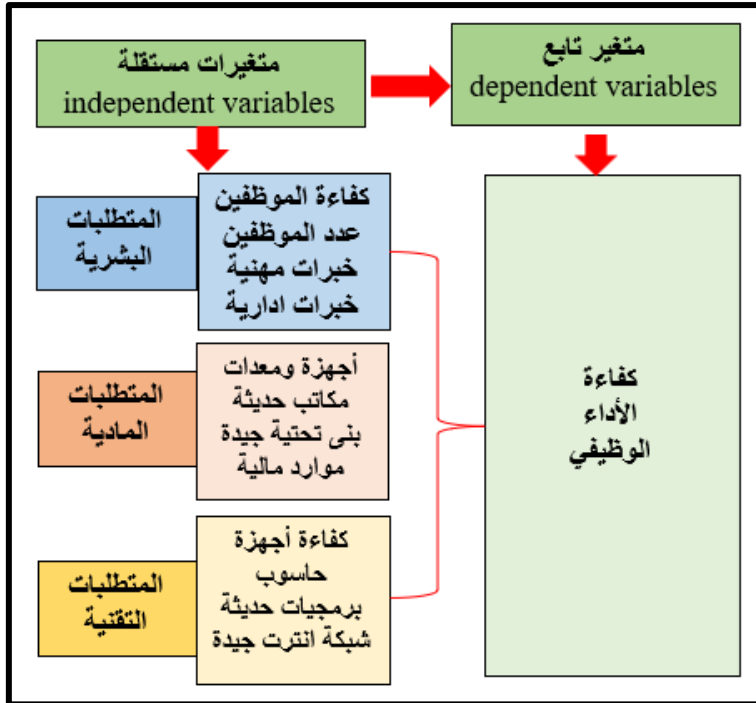 متغيرات مستقلة
independent variables
متغير تابع
dependent variables
المتطلبات
البشرية
كفاءة الموظفين
عدد الموظفين
خبرات مهنية
خبرات ادارية
المتطلبات
المادية
أجهزة ومعدات
مكاتب حديثة
بنى تحتية جيدة
موارد مالية
المتطلبات
التقنية
كفاءة أجهزة
حاسوب
برمجيات حديثة
شبكة انترت جيدة
كفاءة
الأداء
الوظيفي